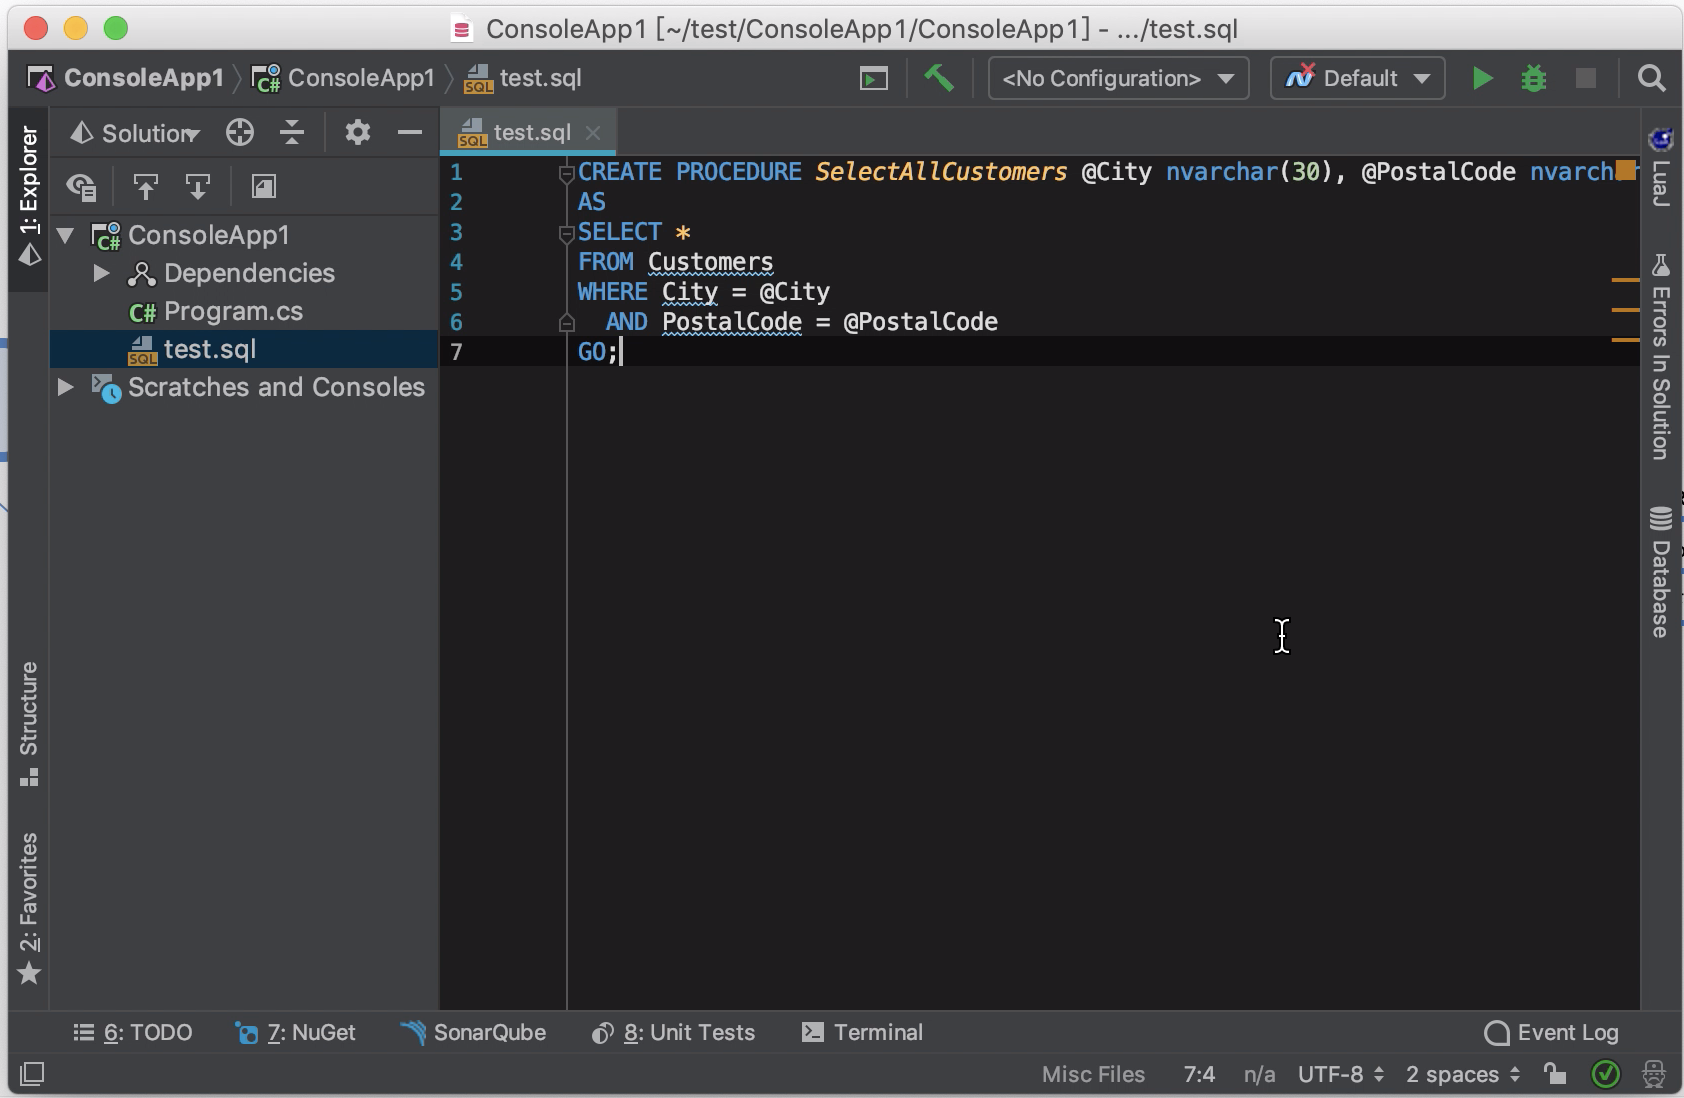 ConsoleApp1 [~/test/ConsoleApp1/ConsoleApp1] - .../test.sql
ConsoleApp1 ConsoleApp1 test.sql <No Configuration> Default
1: Explorer
Solution
test.sql
ConsoleApp1
Dependencies
C# Program.cs
test.sql
Scratches and Consoles
1 CREATE PROCEDURE SelectAllCustomers @City nvarchar(30), @PostalCode nvarch
2 AS
3 SELECT *
4 FROM Customers
5 WHERE City = @City
6 AND PostalCode = @PostalCode
7 GO;
LuaJ
Errors In Solution
Database
Structure
2: Favorites
6: TODO 7: NuGet SonarQube 8: Unit Tests Terminal Event Log
Misc Files 7:4 n/a UTF-8 2 spaces